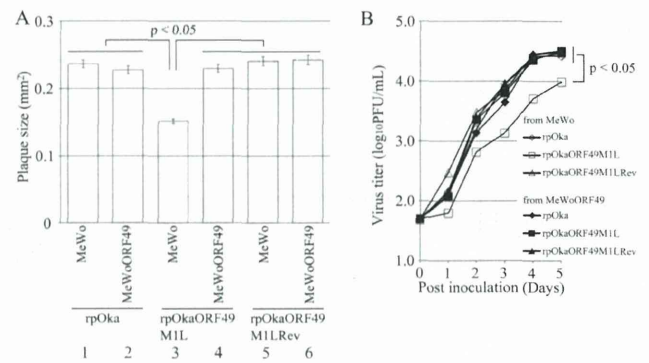 A
p < 0.05
Plaque size (mm²)
0.3
0.2
0.1
0
MeWo
MeWoORF49
MeWo
MeWoORF49
MeWo
MeWoORF49
rpOka
rpOkaORF49
M1L
rpOkaORF49
M1LRev
1 2 3 4 5 6
B
Virus titer (log₁₀PFU/mL)
5.0
4.0
3.0
2.0
1.0
p < 0.05
from MeWo
rpOka
rpOkaORF49M1L
rpOkaORF49M1LRev
from MeWoORF49
rpOka
rpOkaORF49M1L
rpOkaORF49M1LRev
0 1 2 3 4 5
Post inoculation (Days)